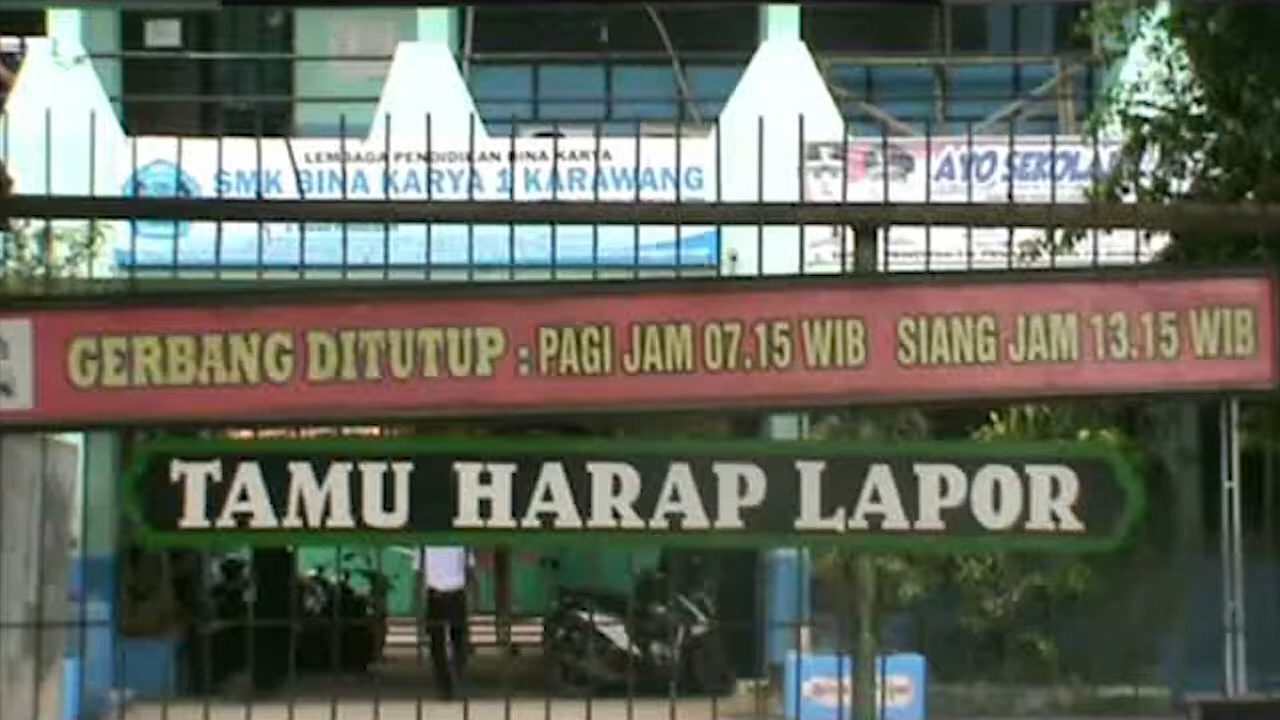 LEMBAGA PENDIDIKAN BINA KARYA
SMK BINA KARYA 1 KARAWANG
AYO SEKOLAH
GERBANG DITUTUP : PAGI JAM 07.15 WIB SIANG JAM 13.15 WIB
TAMU HARAP LAPOR